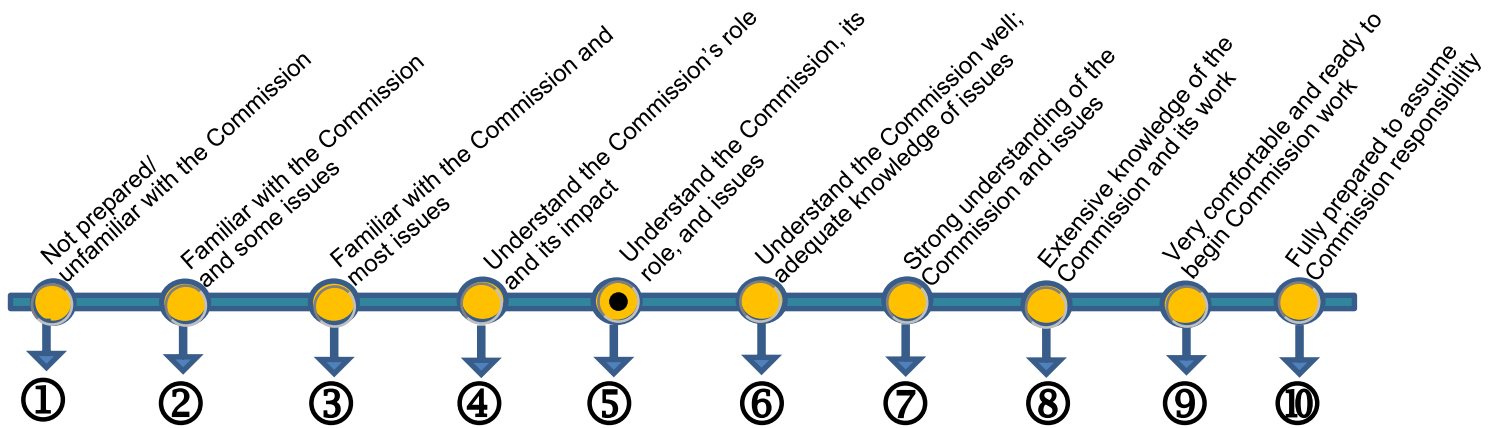 Not prepared/
unfamiliar with the Commission
Familiar with the Commission
and some issues
Familiar with the Commission and
most issues
Understand the Commission’s role
and its impact
Understand the Commission, its
role, and issues
Understand the Commission well;
adequate knowledge of issues
Strong understanding of the
Commission and issues
Extensive knowledge of the
Commission and its work
Very comfortable and ready to
begin Commission work
Fully prepared to assume
Commission responsibility
① ② ③ ④ ⑤ ⑥ ⑦ ⑧ ⑨ ⑩